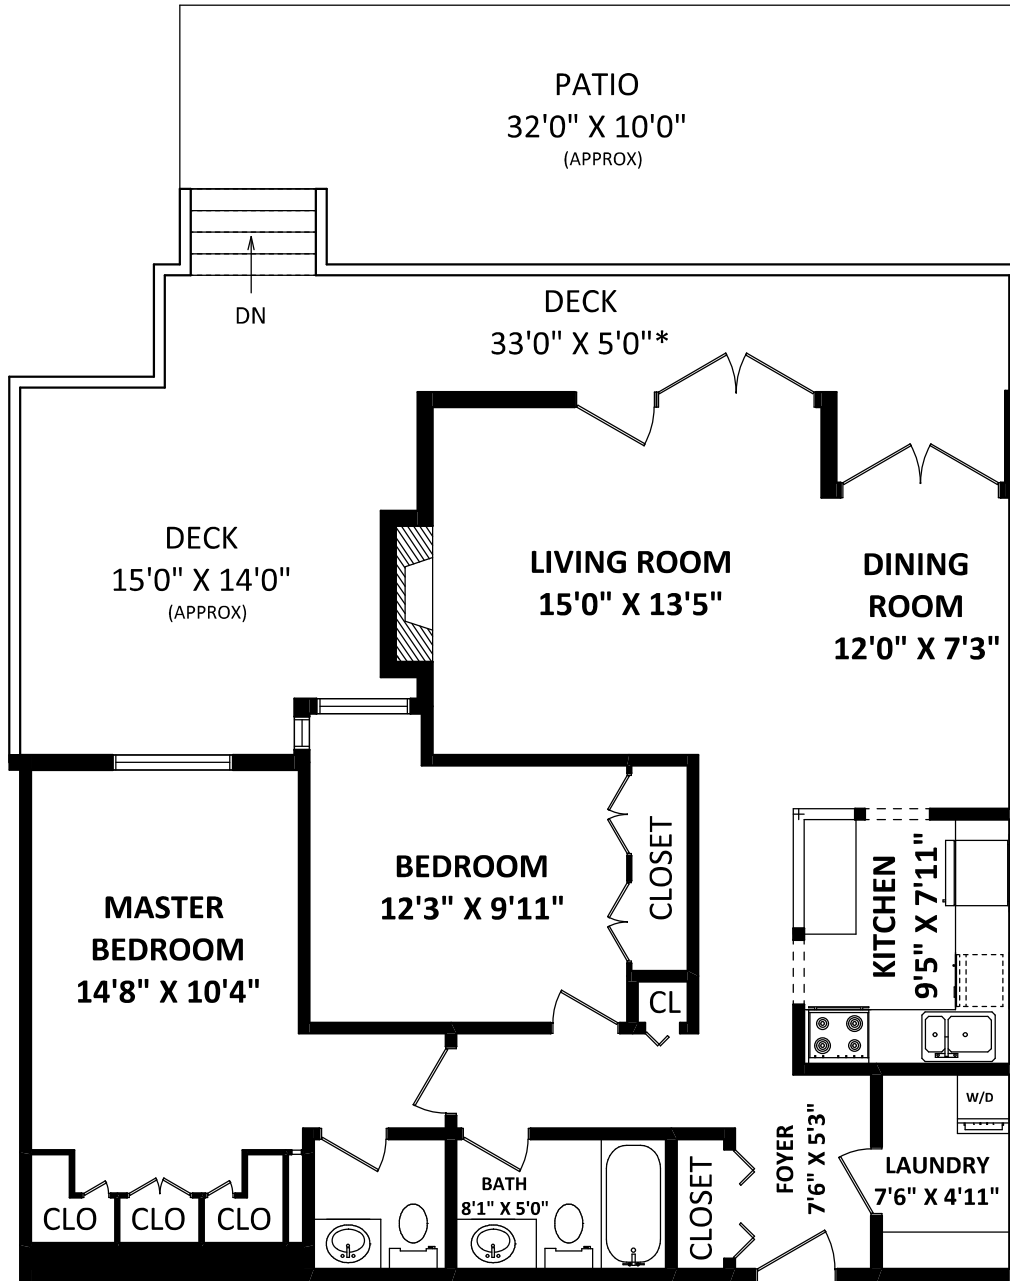 PATIO
32'0" X 10'0"
(APPROX)
DECK
33'0" X 5'0"*
DN
DECK
15'0" X 14'0"
(APPROX)
LIVING ROOM
15'0" X 13'5"
DINING
ROOM
12'0" X 7'3"
BEDROOM
12'3" X 9'11"
CLOSET
KITCHEN
9'5" X 7'11"
MASTER
BEDROOM
14'8" X 10'4"
CL
W/D
FOYER
7'6" X 5'3"
LAUNDRY
7'6" X 4'11"
BATH
8'1" X 5'0"
CLOSET
CLO
CLO
CLO